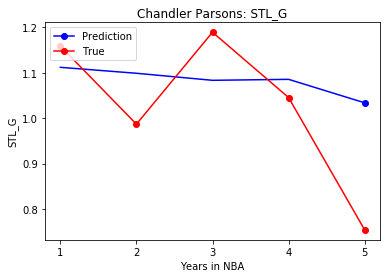 Chandler Parsons: STL_G
Prediction
True
1.2
1.1
1.0
0.9
0.8
STL_G
1 2 3 4 5
Years in NBA